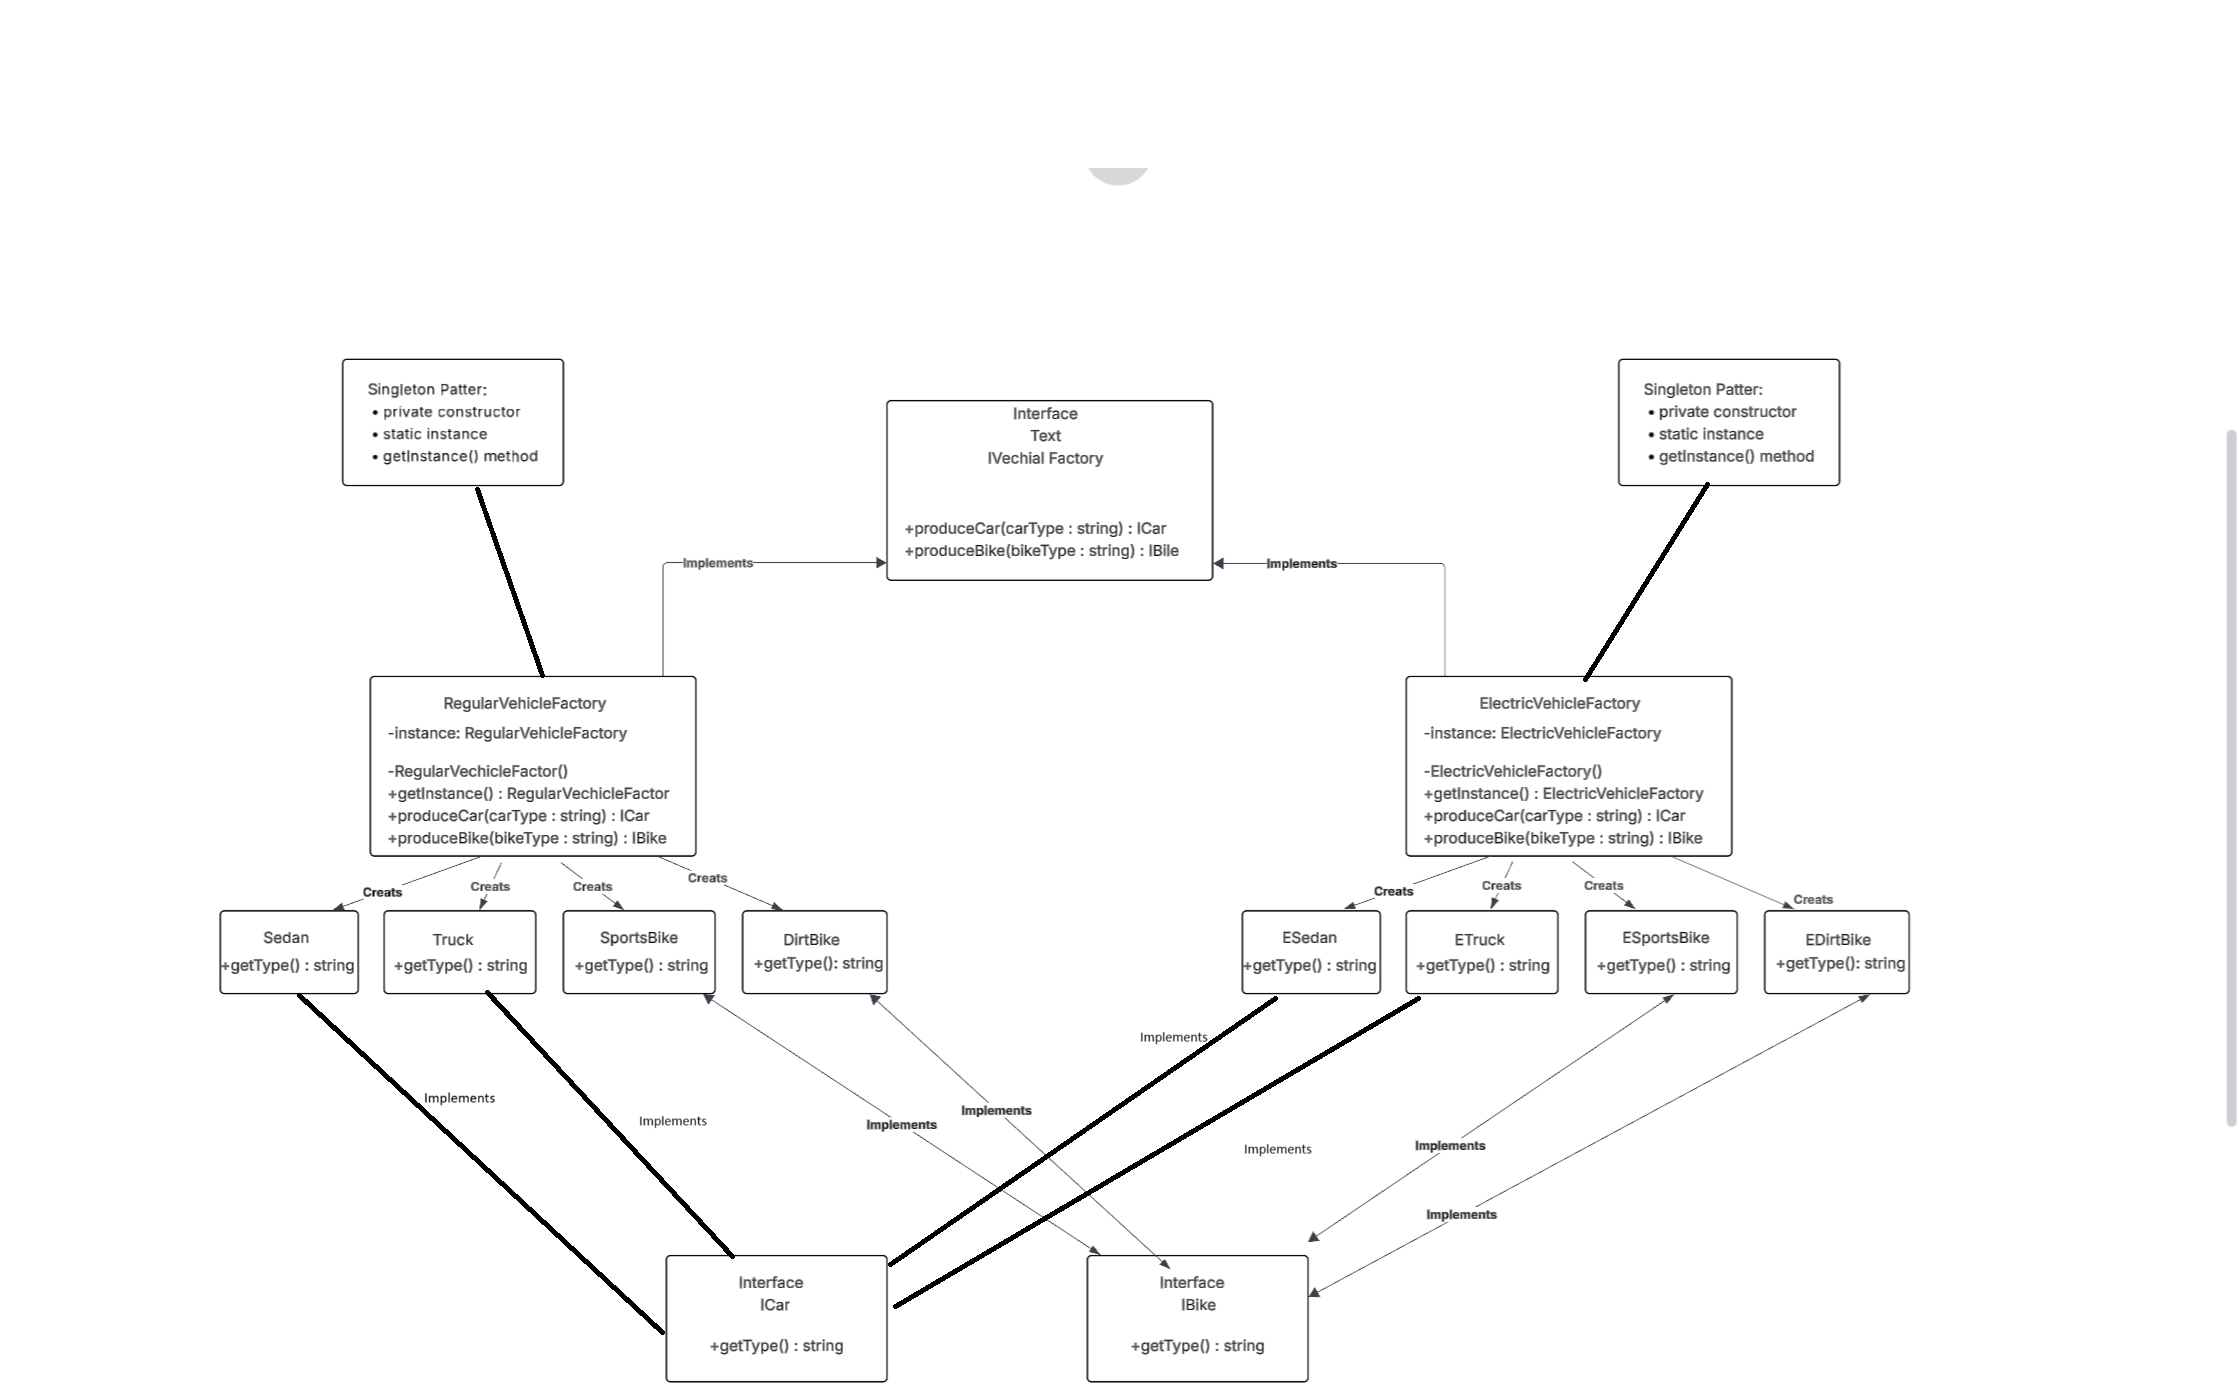 Singleton Patter:
• private constructor
• static instance
• getInstance() method
Interface
Text
IVechial Factory
+produceCar(carType : string) : ICar
+produceBike(bikeType : string) : IBile
Singleton Patter:
• private constructor
• static instance
• getInstance() method
Implements
Implements
RegularVehicleFactory
-instance: RegularVehicleFactory
-RegularVechicleFactor()
+getInstance() : RegularVechicleFactor
+produceCar(carType : string) : ICar
+produceBike(bikeType : string) : IBike
ElectricVehicleFactory
-instance: ElectricVehicleFactory
-ElectricVehicleFactory()
+getInstance() : ElectricVehicleFactory
+produceCar(carType : string) : ICar
+produceBike(bikeType : string) : IBike
Creats
Creats
Creats
Creats
Creats
Creats
Creats
Creats
Sedan
+getType() : string
Truck
+getType() : string
SportsBike
+getType() : string
DirtBike
+getType(): string
ESedan
+getType() : string
ETruck
+getType() : string
ESportsBike
+getType() : string
EDirtBike
+getType(): string
Implements
Implements
Implements
Implements
Implements
Implements
Implements
Implements
Interface
ICar
+getType() : string
Interface
IBike
+getType() : string